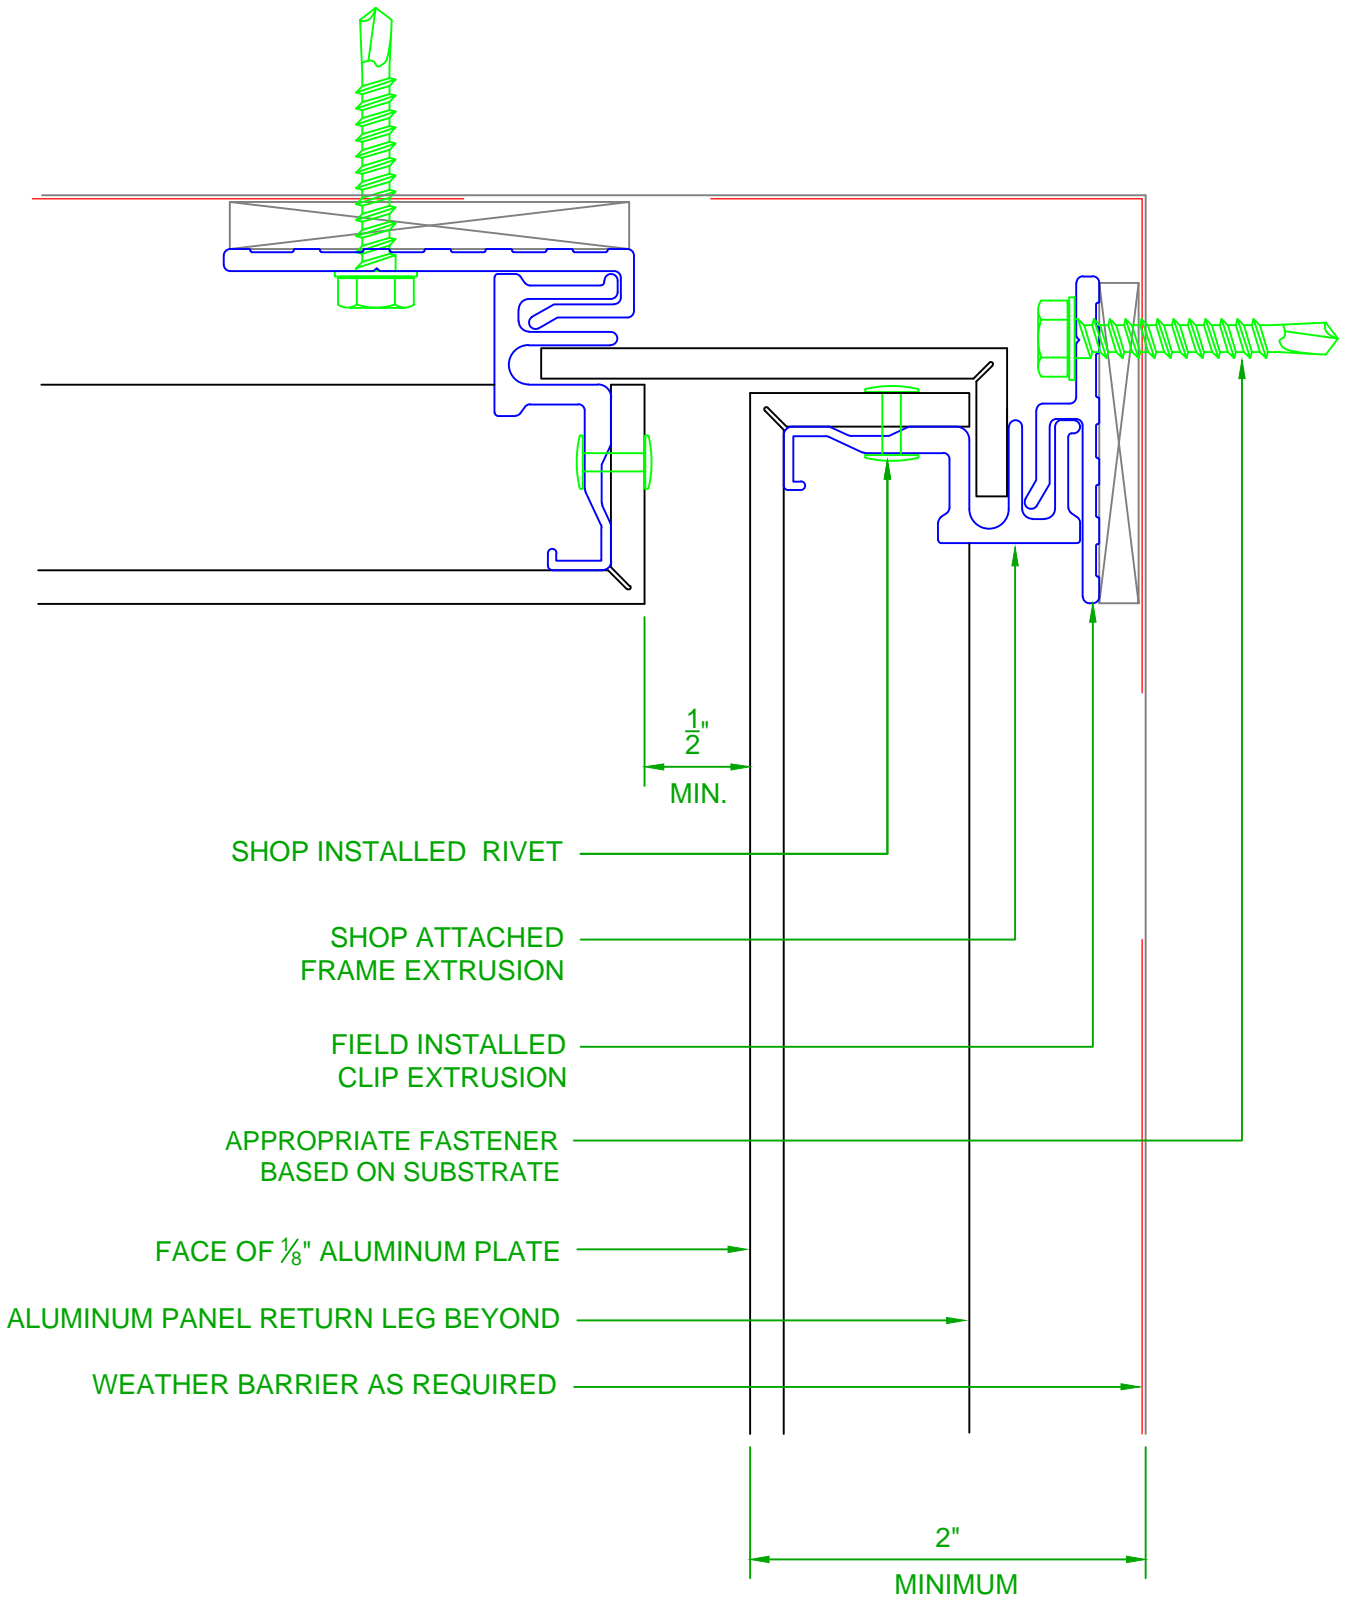 1/2"
MIN.
SHOP INSTALLED RIVET
SHOP ATTACHED
FRAME EXTRUSION
FIELD INSTALLED
CLIP EXTRUSION
APPROPRIATE FASTENER
BASED ON SUBSTRATE
FACE OF ⅛" ALUMINUM PLATE
ALUMINUM PANEL RETURN LEG BEYOND
WEATHER BARRIER AS REQUIRED
2"
MINIMUM